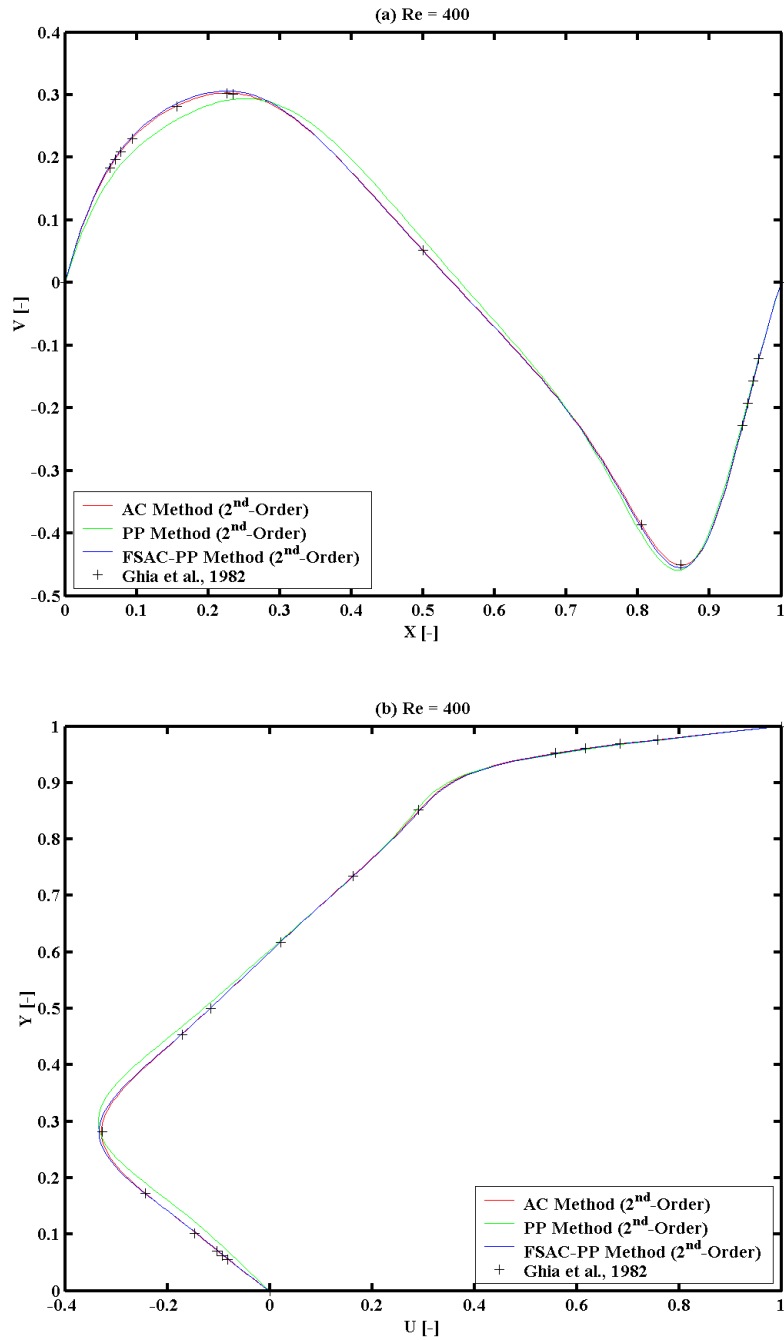 (a) Re = 400
0.4
0.3
0.2
0.1
0
-0.1
-0.2
-0.3
-0.4
-0.5
V [-]
AC Method (2nd-Order)
PP Method (2nd-Order)
FSAC-PP Method (2nd-Order)
Ghia et al., 1982
0 0.1 0.2 0.3 0.4 0.5 0.6 0.7 0.8 0.9 1
X [-]
(b) Re = 400
1
0.9
0.8
0.7
0.6
0.5
0.4
0.3
0.2
0.1
0
Y [-]
AC Method (2nd-Order)
PP Method (2nd-Order)
FSAC-PP Method (2nd-Order)
Ghia et al., 1982
-0.4 -0.2 0 0.2 0.4 0.6 0.8 1
U [-]